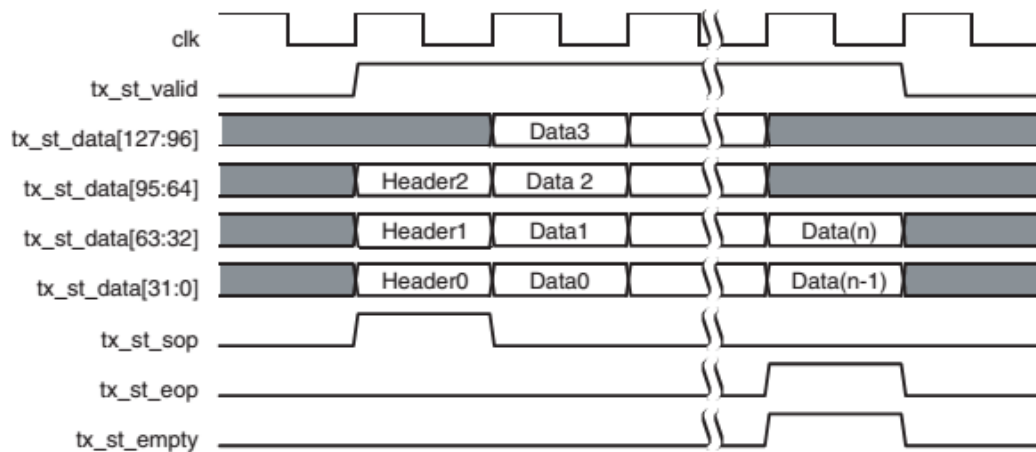 clk
tx_st_valid
tx_st_data[127:96] Data3
tx_st_data[95:64] Header2 Data 2
tx_st_data[63:32] Header1 Data1 Data(n)
tx_st_data[31:0] Header0 Data0 Data(n-1)
tx_st_sop
tx_st_eop
tx_st_empty